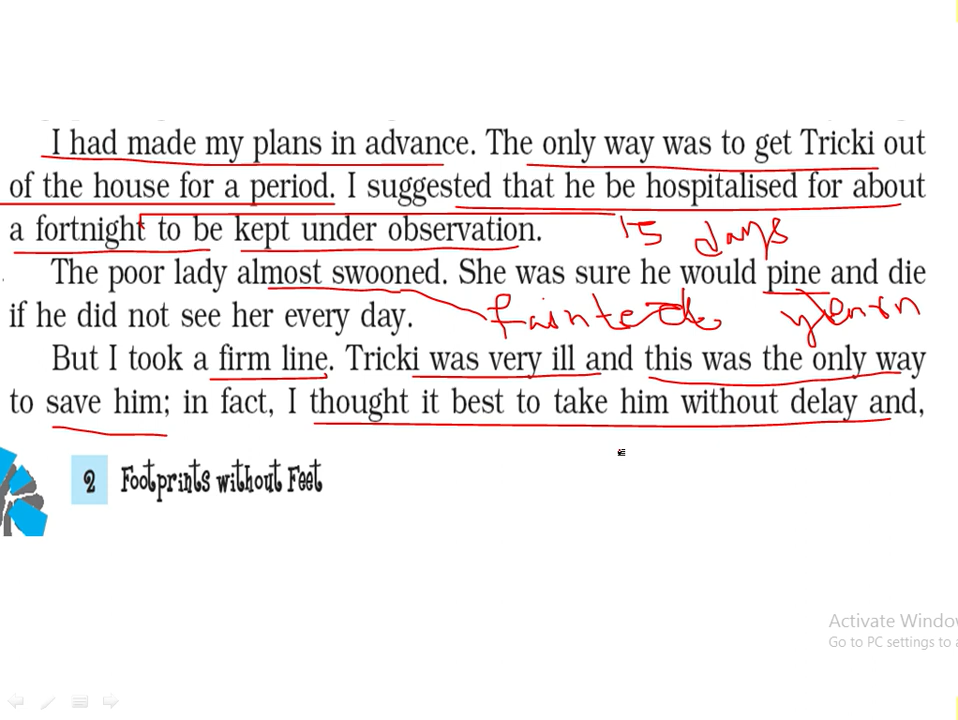 I had made my plans in advance. The only way was to get Tricki out
of the house for a period. I suggested that he be hospitalised for about
a fortnight to be kept under observation.
15 days
The poor lady almost swooned. She was sure he would pine and die
if he did not see her every day.
fainted yearn
But I took a firm line. Tricki was very ill and this was the only way
to save him; in fact, I thought it best to take him without delay and,
2 Footprints without Feet
Activate Windo
Go to PC settings to a